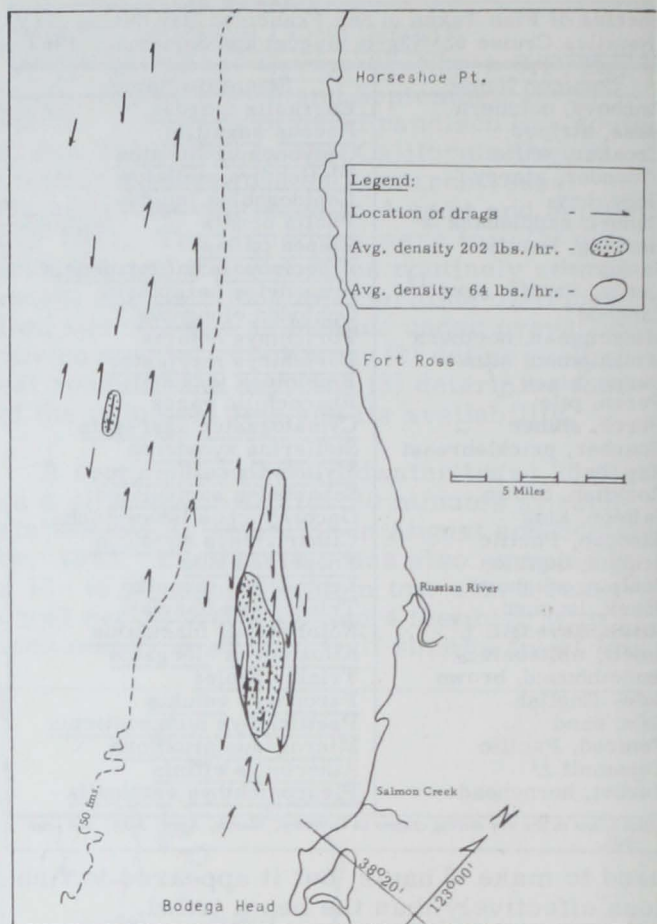 Horseshoe Pt.
Legend:
Location of drags -
Avg. density 202 lbs./hr. -
Avg. density 64 lbs./hr. -
Fort Ross
5 Miles
Russian River
Salmon Creek
N
(50 fms.)
38°20'
123°00'
Bodega Head